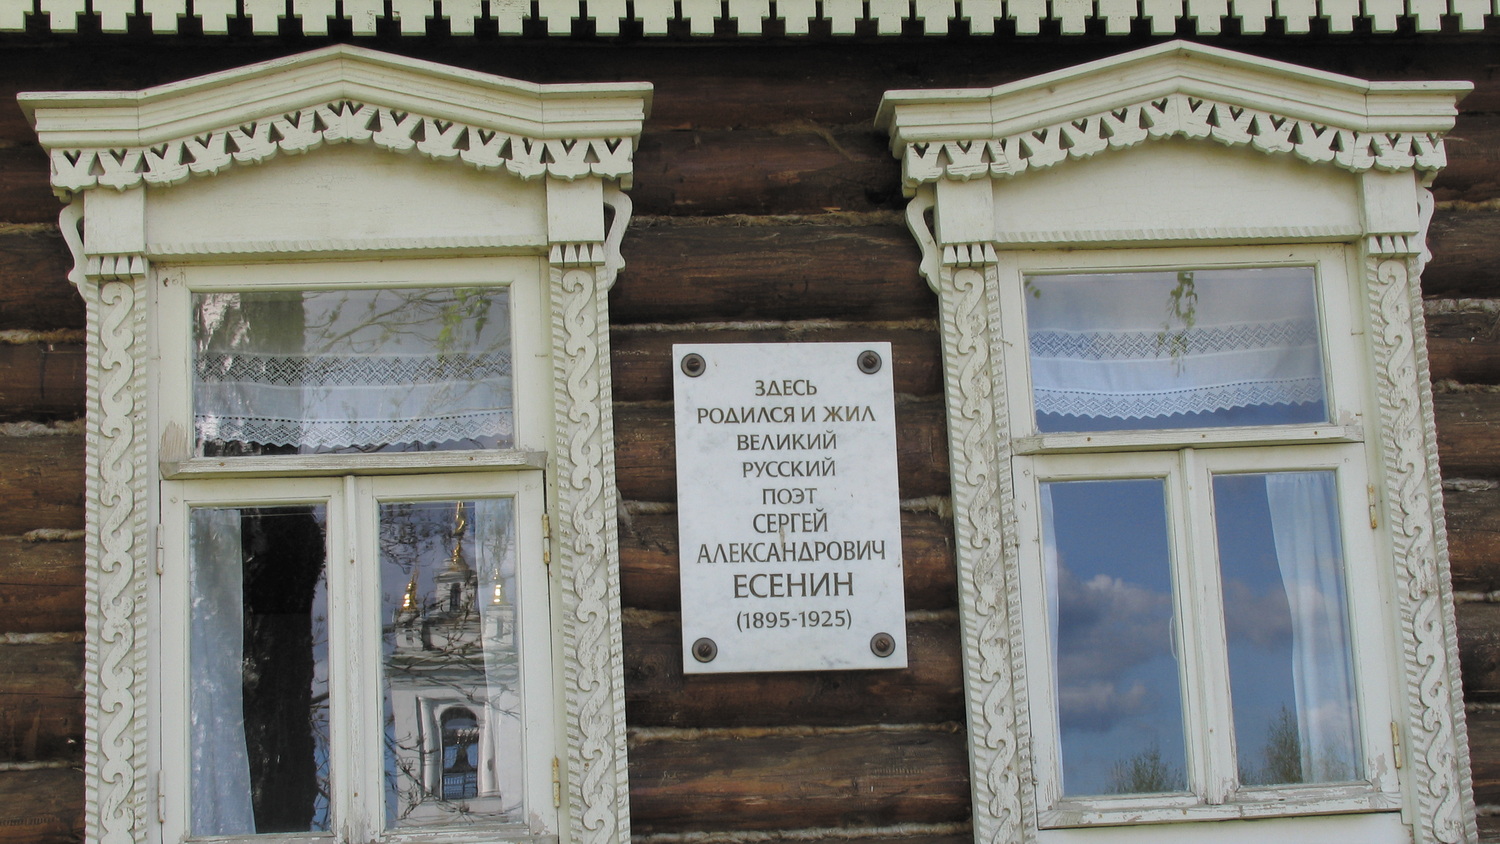 ЗДЕСЬ
РОДИЛСЯ И ЖИЛ
ВЕЛИКИЙ
РУССКИЙ
ПОЭТ
СЕРГЕЙ
АЛЕКСАНДРОВИЧ
ЕСЕНИН
(1895-1925)